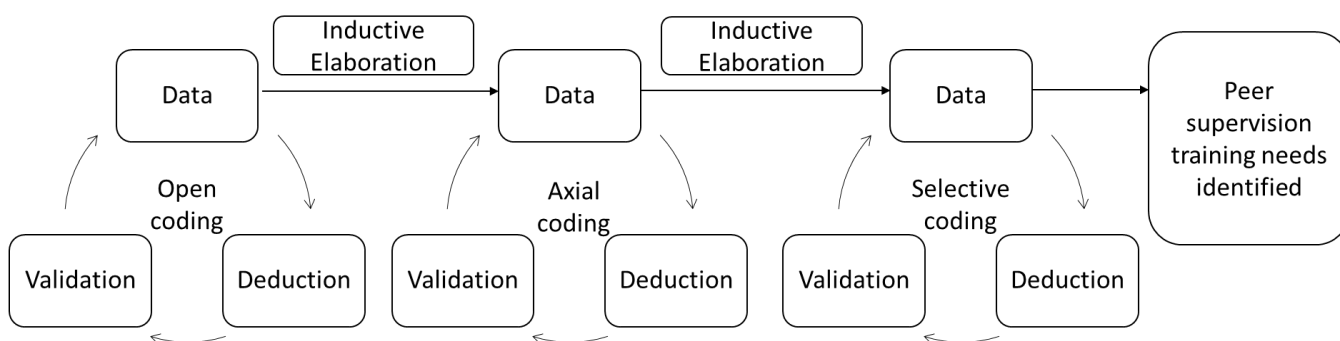 Inductive
Elaboration
Inductive
Elaboration
Data
Data
Data
Peer
supervision
training needs
identified
Open
coding
Axial
coding
Selective
coding
Validation
Deduction
Validation
Deduction
Validation
Deduction